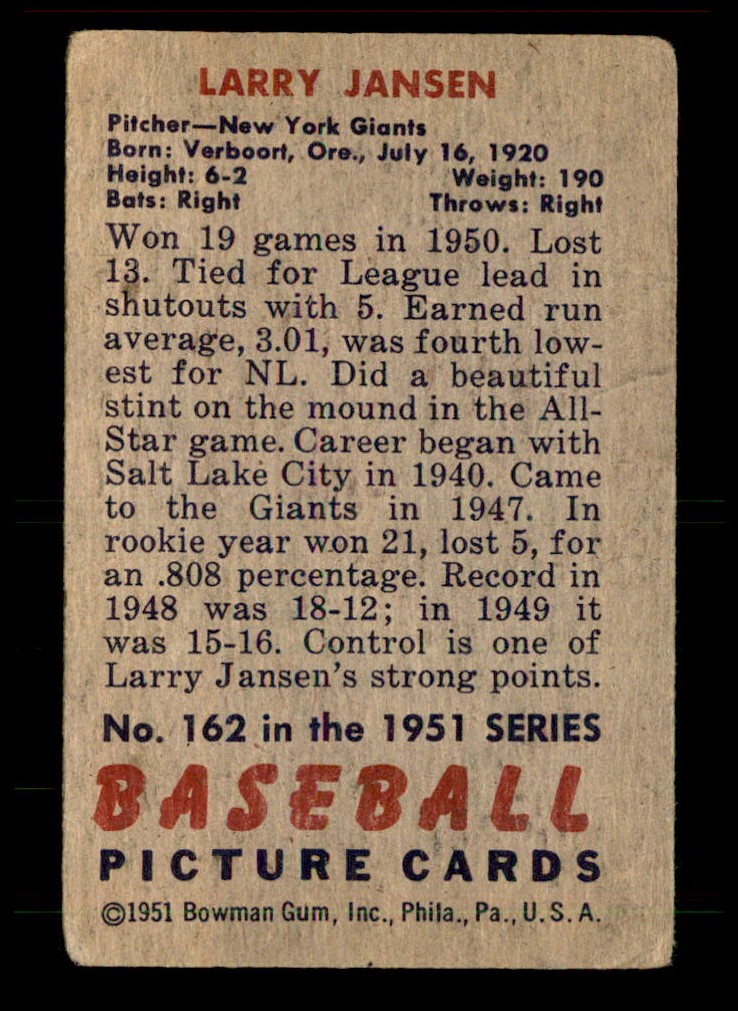 LARRY JANSEN
Pitcher—New York Giants
Born: Verboort, Ore., July 16, 1920
Height: 6-2 Weight: 190
Bats: Right Throws: Right
Won 19 games in 1950. Lost
13. Tied for League lead in
shutouts with 5. Earned run
average, 3.01, was fourth low-
est for NL. Did a beautiful
stint on the mound in the All-
Star game. Career began with
Salt Lake City in 1940. Came
to the Giants in 1947. In
rookie year won 21, lost 5, for
an .808 percentage. Record in
1948 was 18-12; in 1949 it
was 15-16. Control is one of
Larry Jansen's strong points.
No. 162 in the 1951 SERIES
BASEBALL
PICTURE CARDS
©1951 Bowman Gum, Inc., Phila., Pa., U.S.A.